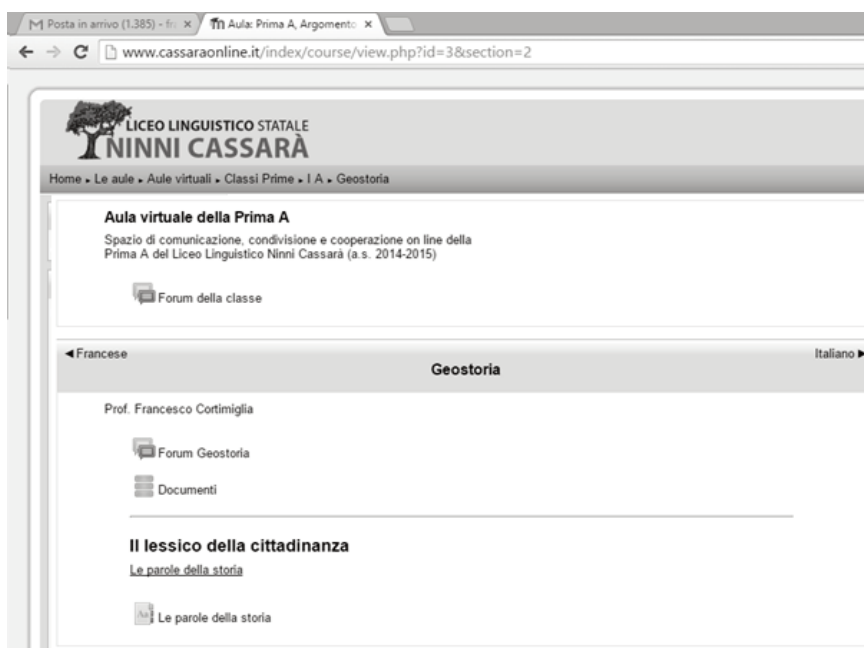 Posta in arrivo (1.385) - fr
Aula: Prima A, Argomento
www.cassaraonline.it/index/course/view.php?id=3&section=2
LICEO LINGUISTICO STATALE
NINNI CASSARÀ
Home Le aule Aule virtuali Classi Prime I A Geostoria
Aula virtuale della Prima A
Spazio di comunicazione, condivisione e cooperazione on line della
Prima A del Liceo Linguistico Ninni Cassarà (a.s. 2014-2015)
Forum della classe
◄ Francese
Italiano ►
Geostoria
Prof. Francesco Cortimiglia
Forum Geostoria
Documenti
Il lessico della cittadinanza
Le parole della storia
Le parole della storia